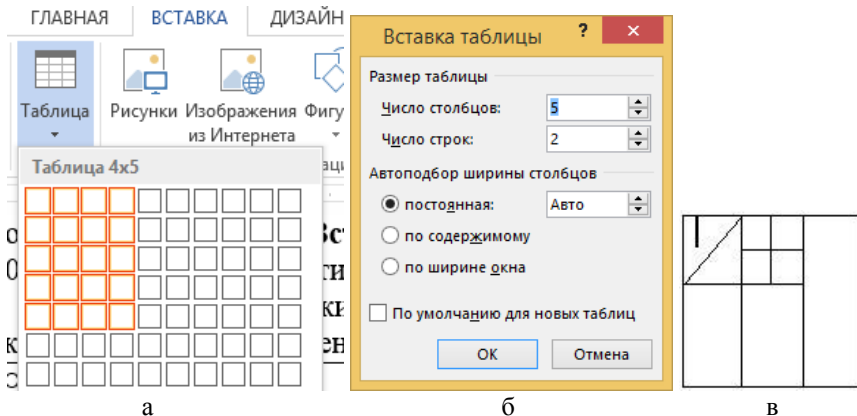 ГЛАВНАЯ ВСТАВКА ДИЗАЙН
Таблица Рисунки Изображения Фигу
из Интернета
Таблица 4x5
Вставка таблицы ? ×
Размер таблицы
Число столбцов: 5
Число строк: 2
Автоподбор ширины столбцов
постоянная: Авто
по содержимому
по ширине окна
По умолчанию для новых таблиц
ОК Отмена
а б в